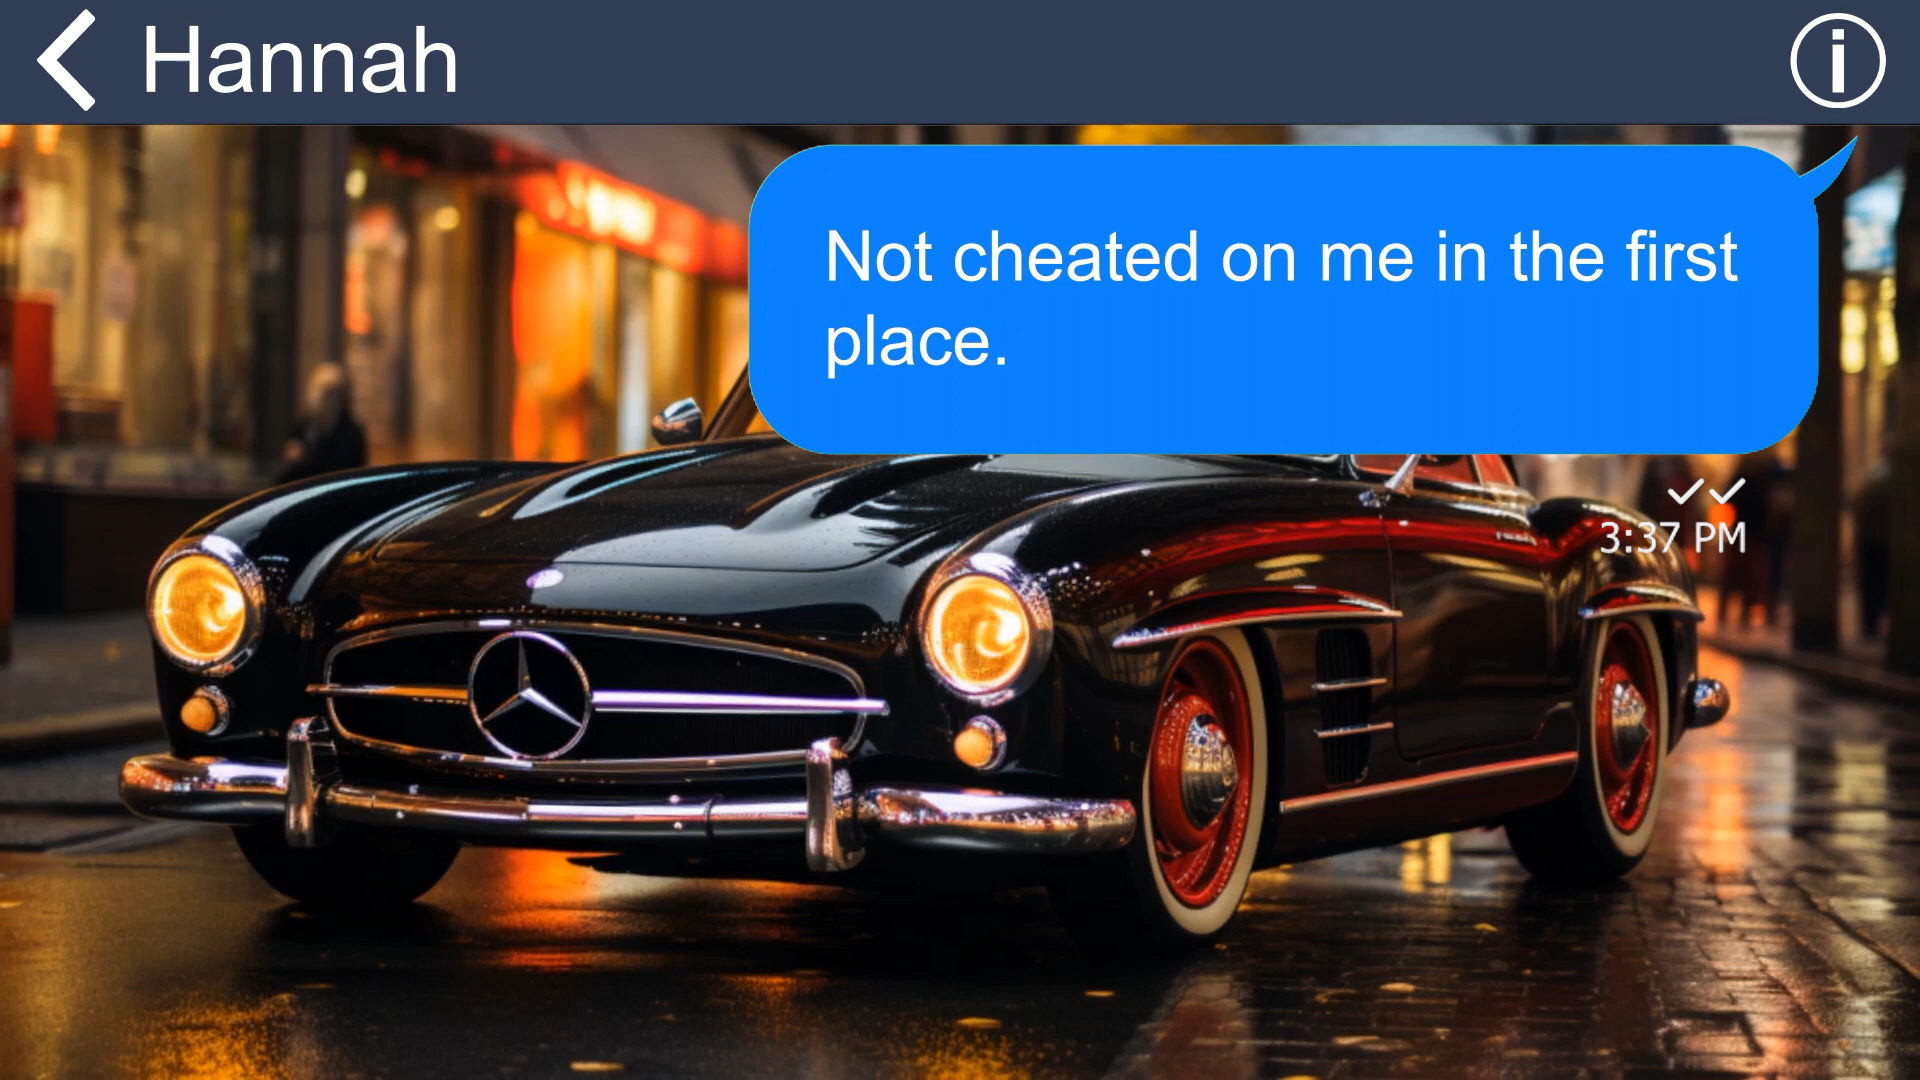 Hannah
Not cheated on me in the first
place.
3:37 PM